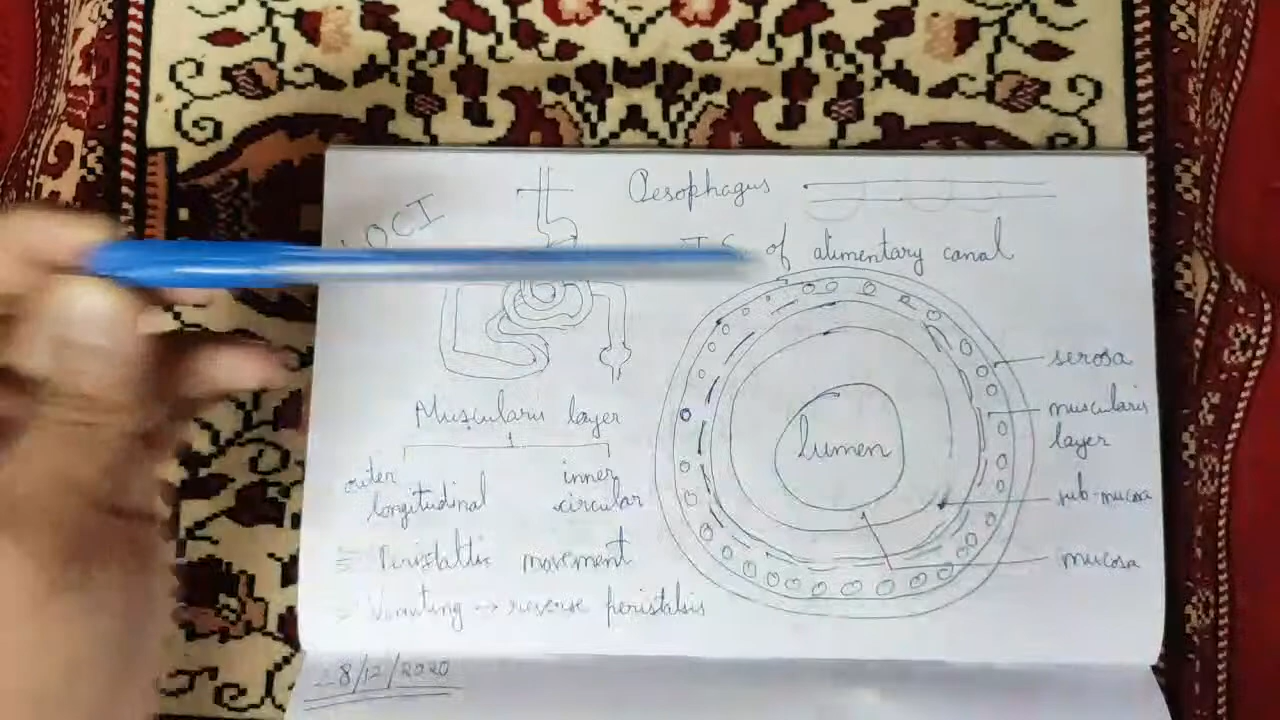 Oesophagus
OCI
T.S of alimentary canal
serosa
muscularis
layer
sub-mucosa
mucosa
lumen
Muscularis layer
outer
longitudinal
inner
circular
Peristaltic movement
Vomiting → reverse peristalsis
8/12/2020